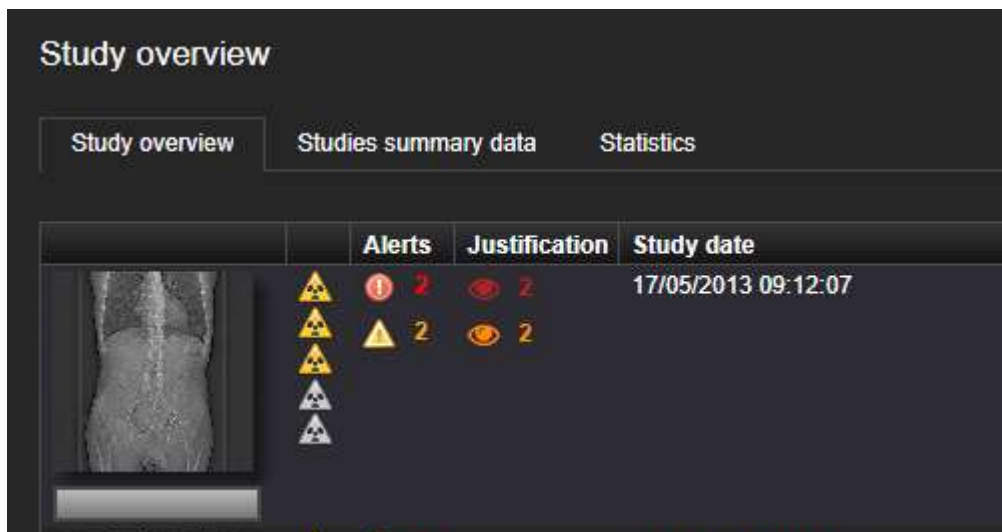 Study overview
Study overview Studies summary data Statistics
Alerts Justification Study date
2 2 17/05/2013 09:12:07
2 2